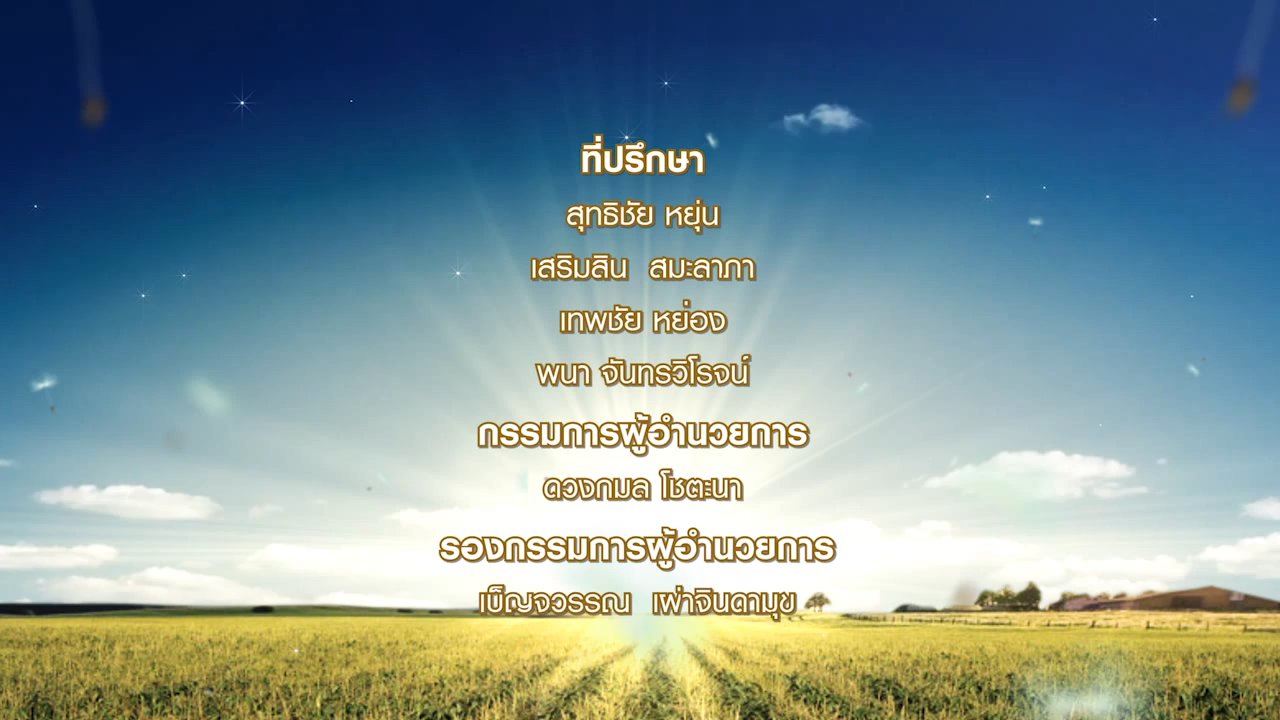 ที่ปรึกษา
สุทธิชัย หยุ่น
เสริมสิน สมะลาภา
เทพชัย หย่อง
พนา จันทรวิโรจน์
กรรมการผู้อำนวยการ
ดวงกมล โชตะนา
รองกรรมการผู้อำนวยการ
เบ็ญจวรรณ เผ่าจินดามุข